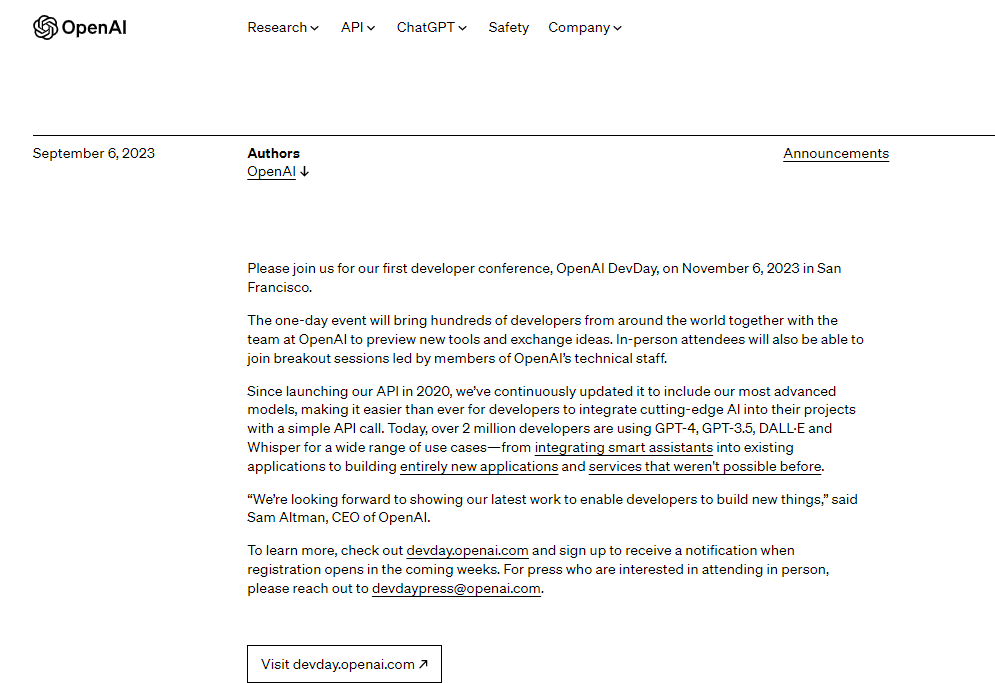 OpenAI
Research API ChatGPT Safety Company
September 6, 2023
Authors
OpenAI ↓
Announcements
Please join us for our first developer conference, OpenAI DevDay, on November 6, 2023 in San
Francisco.
The one-day event will bring hundreds of developers from around the world together with the
team at OpenAI to preview new tools and exchange ideas. In-person attendees will also be able to
join breakout sessions led by members of OpenAI’s technical staff.
Since launching our API in 2020, we’ve continuously updated it to include our most advanced
models, making it easier than ever for developers to integrate cutting-edge AI into their projects
with a simple API call. Today, over 2 million developers are using GPT-4, GPT-3.5, DALL·E and
Whisper for a wide range of use cases—from integrating smart assistants into existing
applications to building entirely new applications and services that weren't possible before.
“We’re looking forward to showing our latest work to enable developers to build new things,” said
Sam Altman, CEO of OpenAI.
To learn more, check out devday.openai.com and sign up to receive a notification when
registration opens in the coming weeks. For press who are interested in attending in person,
please reach out to devdaypress@openai.com.
Visit devday.openai.com ↗